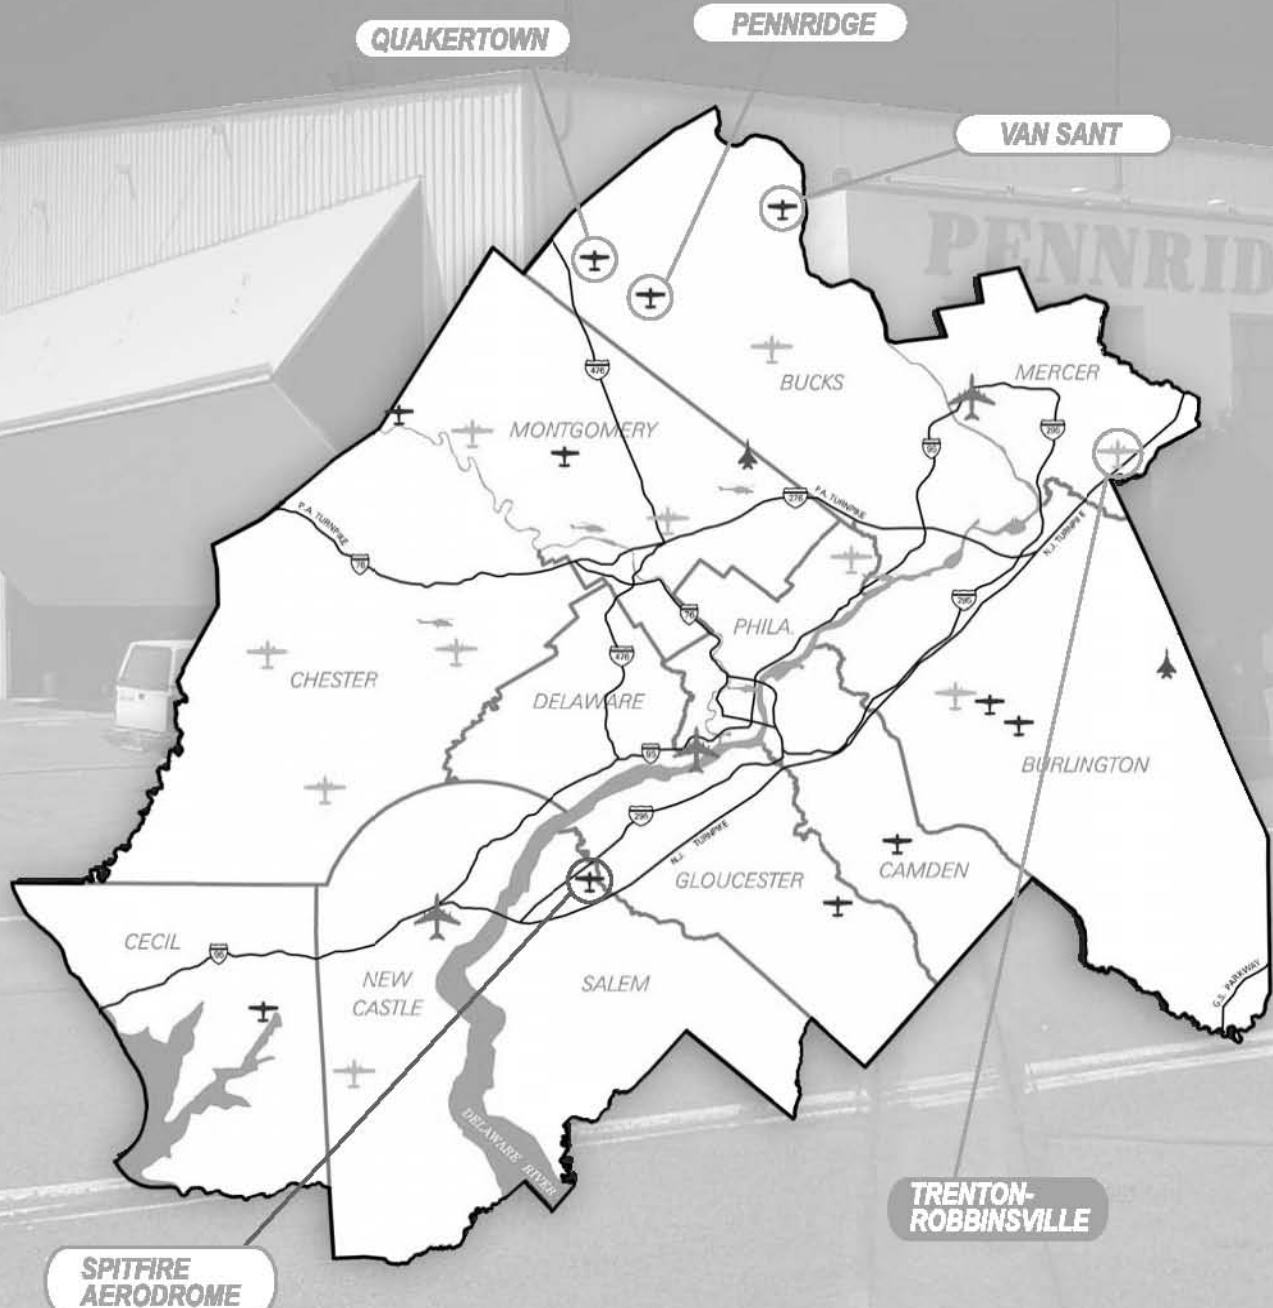 QUAKERTOWN
PENNRIDGE
VAN SANT
PENNRID
476
BUCKS
MERCER
MONTGOMERY
95
295
276
P.A. TURNPIKE
P.A. TURNPIKE
76
N.J. TURNPIKE
295
76
PHILA.
476
CHESTER
DELAWARE
95
BURLINGTON
295
N.J. TURNPIKE
GLOUCESTER
CAMDEN
CECIL
95
NEW
CASTLE
SALEM
G.S. PARKWAY
DELAWARE RIVER
TRENTON-
ROBBINSVILLE
SPITFIRE
AERODROME